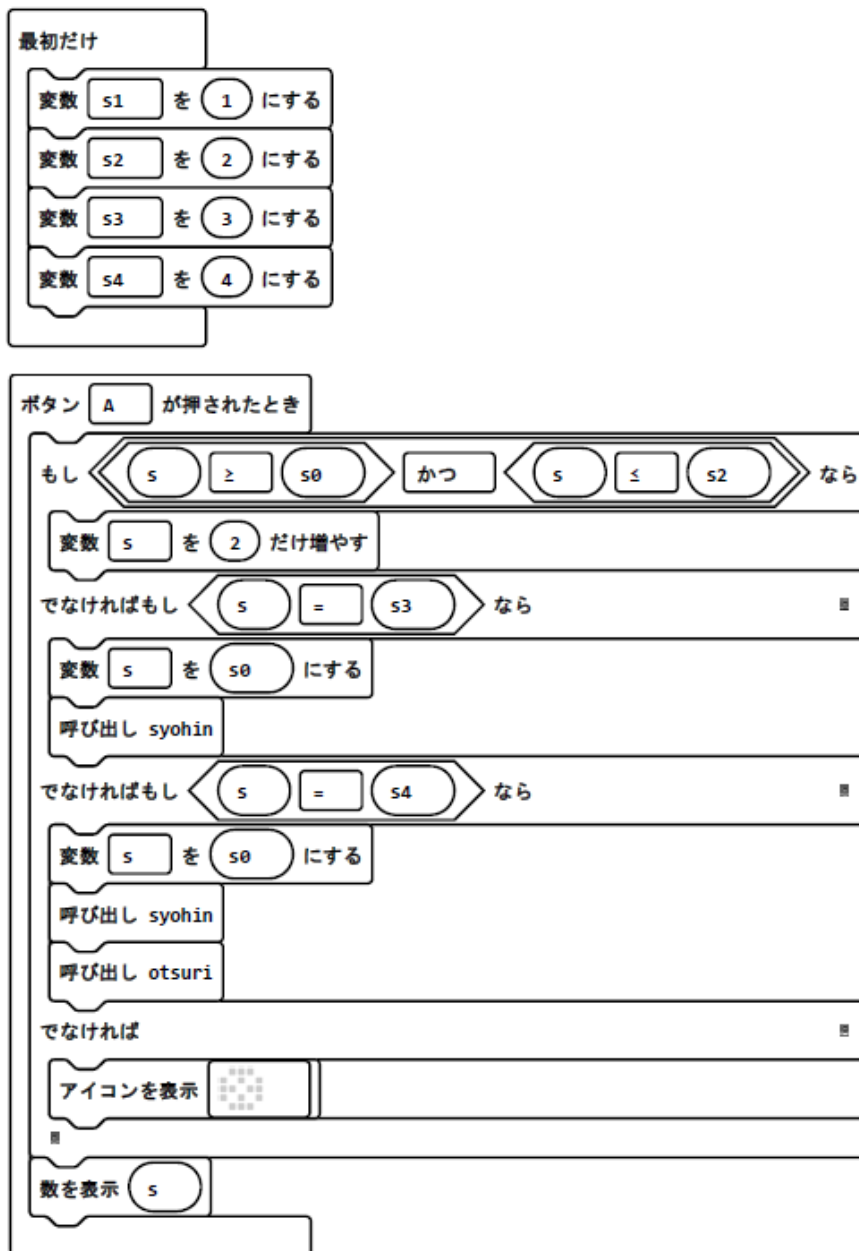 最初だけ
変数 s1 を 1 にする
変数 s2 を 2 にする
変数 s3 を 3 にする
変数 s4 を 4 にする
ボタン A が押されたとき
もし s ≥ s0 かつ s ≤ s2 なら
変数 s を 2 だけ増やす
でなければもし s = s3 なら
変数 s を s0 にする
呼び出し syohin
でなければもし s = s4 なら
変数 s を s0 にする
呼び出し syohin
呼び出し otsuri
でなければ
アイコンを表示
数を表示 s